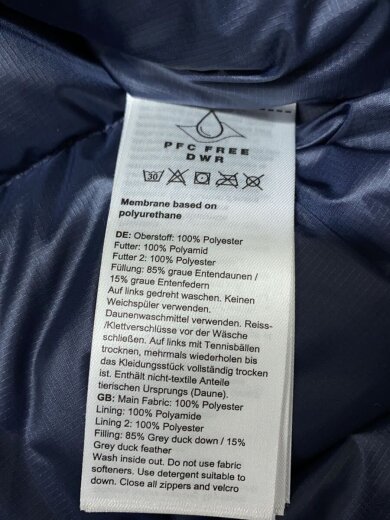 PFC FREE
DWR
30
Membrane based on
polyurethane
DE: Oberstoff: 100% Polyester
Futter: 100% Polyamid
Futter 2: 100% Polyester
Füllung: 85% graue Entendaunen /
15% graue Entenfedern
Auf links gedreht waschen. Keinen
Weichspüler verwenden.
Daunenwaschmittel verwenden. Reiss-
/Klettverschlüsse vor der Wäsche
schließen. Auf links mit Tennisbällen
trocknen, mehrmals wiederholen bis
das Kleidungsstück vollständig trocken
ist. Enthält nicht-textile Anteile
tierischen Ursprungs (Daune).
GB: Main Fabric: 100% Polyester
Lining: 100% Polyamide
Lining 2: 100% Polyester
Filling: 85% Grey duck down / 15%
Grey duck feather
Wash inside out. Do not use fabric
softeners. Use detergent suitable to
down. Close all zippers and velcro